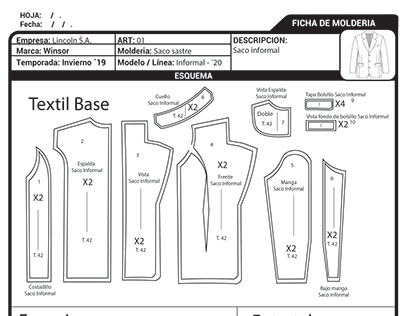 HOJA: / .
Fecha: / / .
FICHA DE MOLDERIA
Empresa: Lincoln S.A.
ART: 01
DESCRIPCION:
Marca: Winsor
Molderia: Saco sastre
Saco informal
Temporada: Invierno ´19
Modelo / Línea: Informal - ´20
ESQUEMA
Textil Base
Cuello
Saco Informal
8
X2
T. 42
Vista Espalda
Saco Informal
Doble
7
T. 42
Tapa Bolsillo Saco Informal
1
X4
9
Vista fondo de bolsillo Saco Informal
1
X2
10
1
X2
T. 42
Costadillo
Saco Informal
2
Espalda
Saco Informal
X2
T. 42
3
Vista
Saco Informal
X2
T. 42
4
X2
Frente
Saco Informal
T. 42
5
Manga
Saco Informal
X2
T. 42
6
X2
T. 42
Bajo manga
Saco Informal